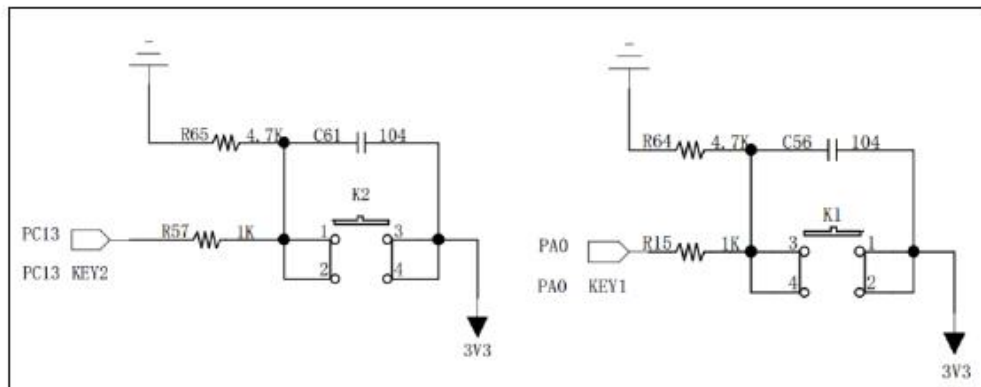 R65 4.7K C61 104
K2
PC13 R57 1K 1 3
PC13 KEY2 2 4
3V3
R64 4.7K C56 104
K1
PA0 R15 1K 3 1
PA0 KEY1 4 2
3V3